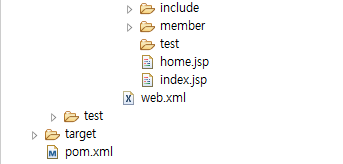 include
member
test
home.jsp
index.jsp
web.xml
test
target
pom.xml